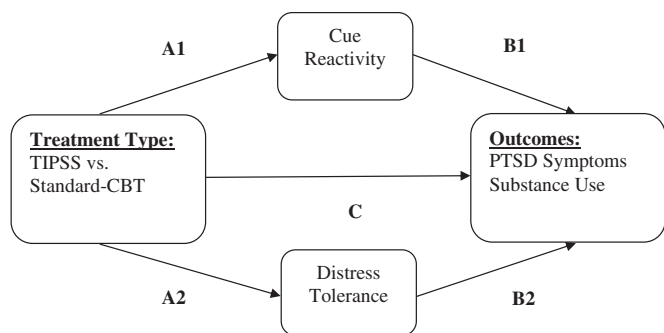 Cue
Reactivity
A1
B1
Treatment Type:
TIPSS vs.
Standard-CBT
Outcomes:
PTSD Symptoms
Substance Use
C
Distress
Tolerance
A2
B2